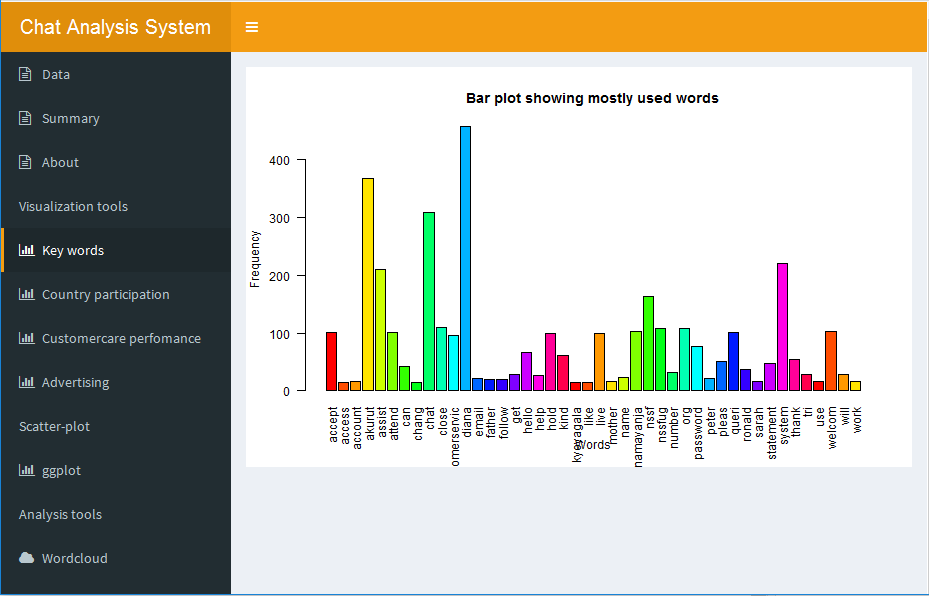 Chat Analysis System
Data
Summary
About
Visualization tools
Key words
Country participation
Customercare perfomance
Advertising
Scatter-plot
ggplot
Analysis tools
Wordcloud
Bar plot showing mostly used words
Frequency
400
300
200
100
0
accept
access
account
akurut
assist
attend
can
chang
chat
close
omerservic
diana
email
father
follow
get
hello
help
hold
kind
kyeyagala
like
live
mother
name
namayanja
nssf
nssfug
number
org
password
peter
pleas
queri
ronald
sarah
statement
system
thank
tri
use
welcom
will
work
Words